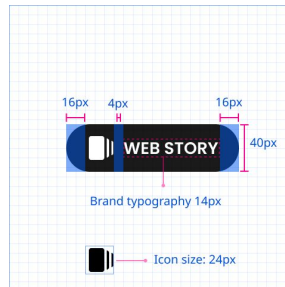 16px 4px 16px
WEB STORY
40px
Brand typography 14px
Icon size: 24px